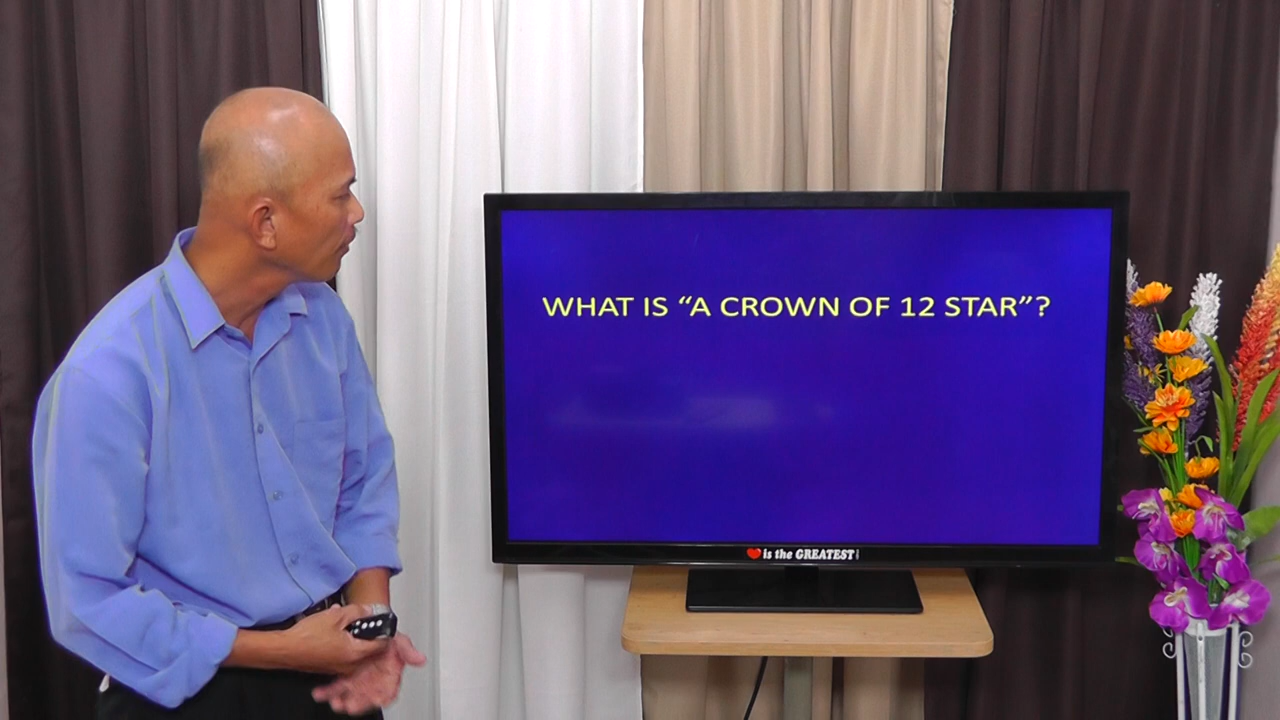 WHAT IS “A CROWN OF 12 STAR”?
is the GREATEST!